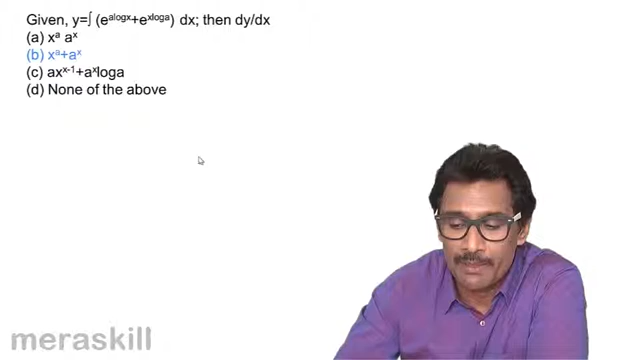 Given, y=∫ (e^alogx+e^xloga) dx; then dy/dx
(a) x^a a^x
(b) x^a+a^x
(c) ax^x-1+a^xloga
(d) None of the above
meraskill